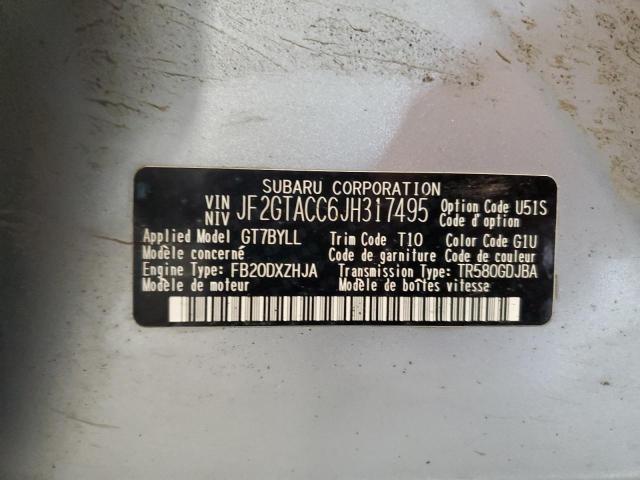 SUBARU CORPORATION
VIN NIV JF2GTACC6JH317495 Option Code U51S
Code d'option
Applied Model GT7BYLL Trim Code T10 Color Code G1U
Modèle concerné Code de garniture Code de couleur
Engine Type: FB20DXZHJA Transmission Type: TR580GDJBA
Modèle de moteur Modèle de boîtes vitesse